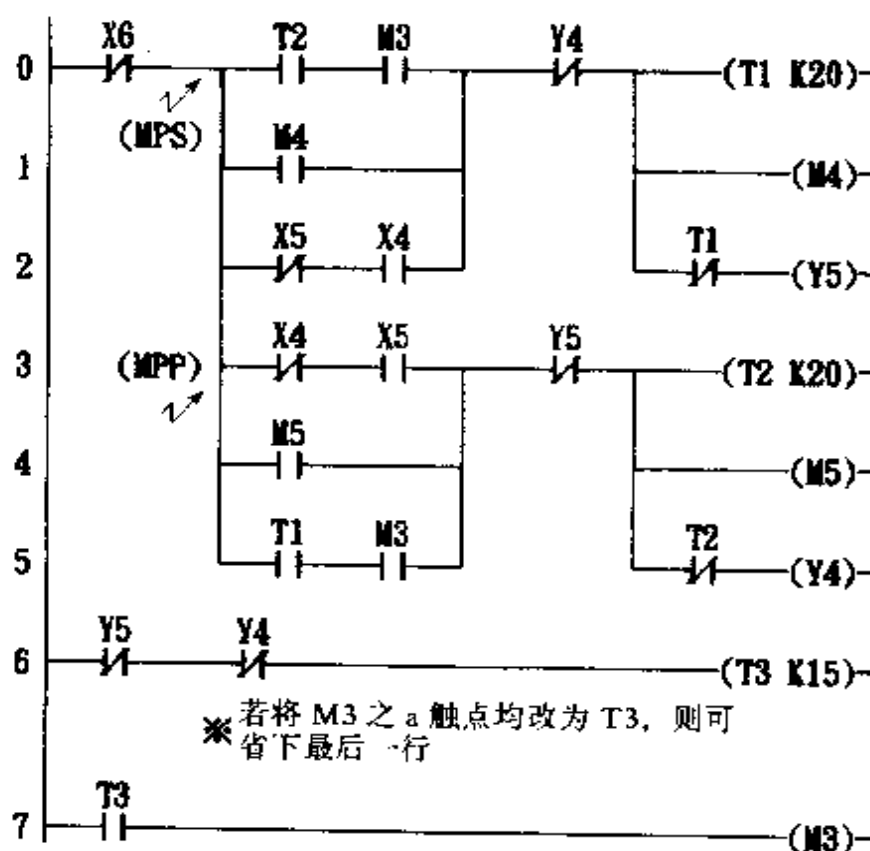 X6 T2 M3 Y4
0 (T1 K20)
(MPS)
M4
1 (M4)
X5 X4 T1
2 (Y5)
X4 X5 Y5
3 (MPP) (T2 K20)
M5
4 (M5)
T1 M3 T2
5 (Y4)
Y5 Y4
6 (T3 K15)
※ 若将 M3 之 a 触点均改为 T3，则可
省下最后一行
T3
7 (M3)